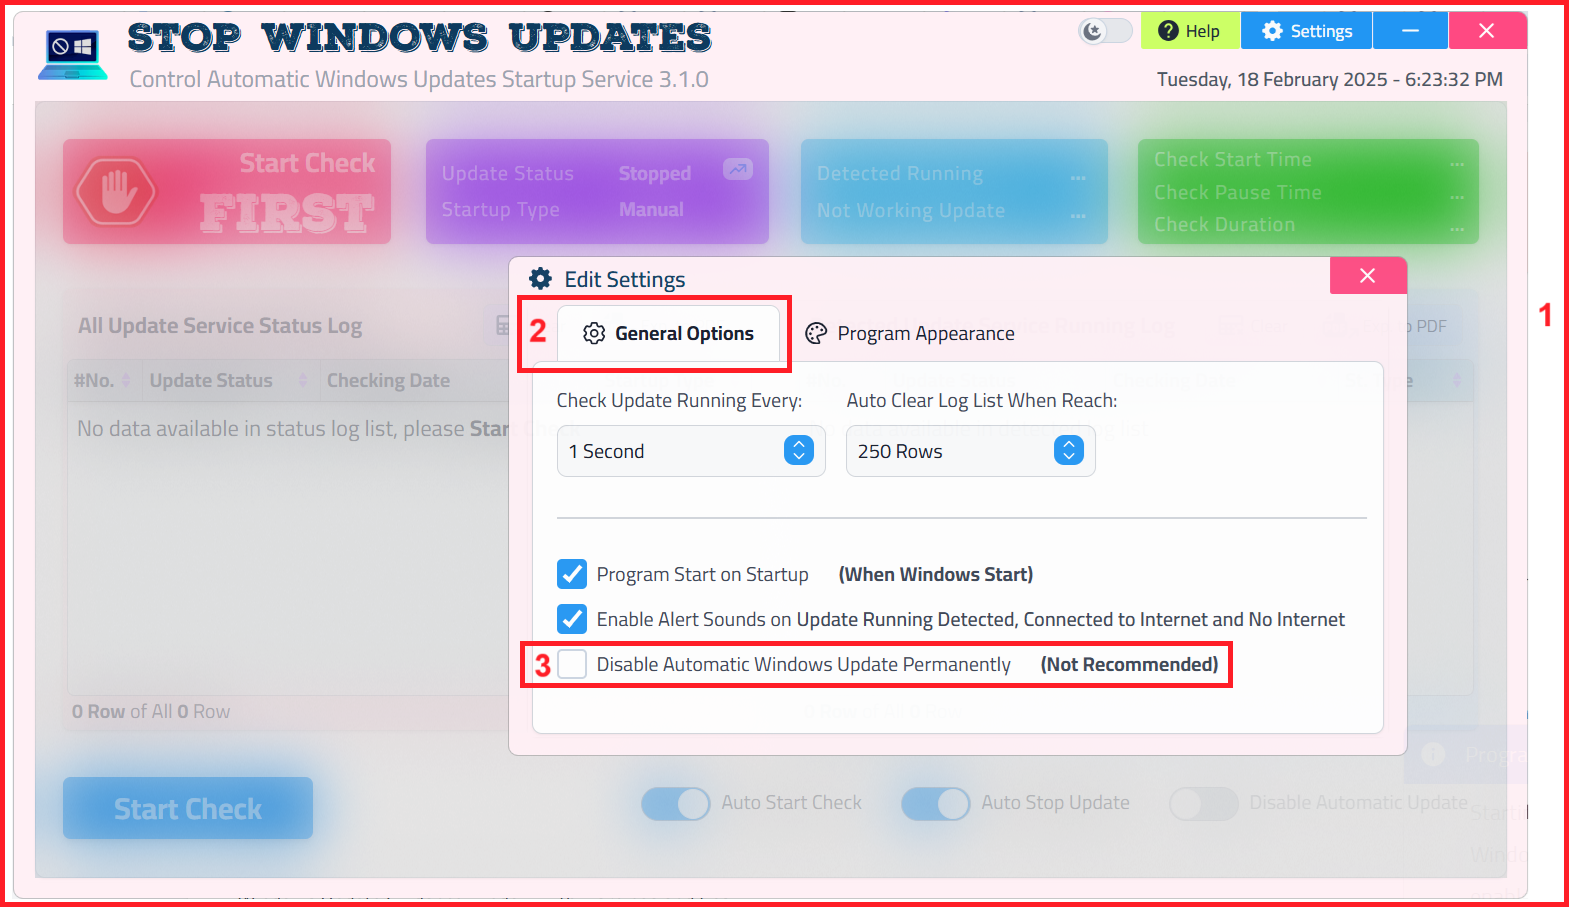 STOP WINDOWS UPDATES
Help
Settings
Control Automatic Windows Updates Startup Service 3.1.0
Tuesday, 18 February 2025 - 6:23:32 PM
Start Check
FIRST
Update Status Stopped
Startup Type Manual
Detected Running ...
Not Working Update ...
Check Start Time ...
Check Pause Time ...
Check Duration ...
Edit Settings
1
All Update Service Status Log
2 General Options
Program Appearance
PDF
#No. Update Status Checking Date
Check Update Running Every: Auto Clear Log List When Reach:
No data available in status log list, please Start Check
1 Second 250 Rows
Program Start on Startup (When Windows Start)
Enable Alert Sounds on Update Running Detected, Connected to Internet and No Internet
3 Disable Automatic Windows Update Permanently (Not Recommended)
0 Row of All 0 Row
Start Check
Auto Start Check
Auto Stop Update
Disable Automatic Update